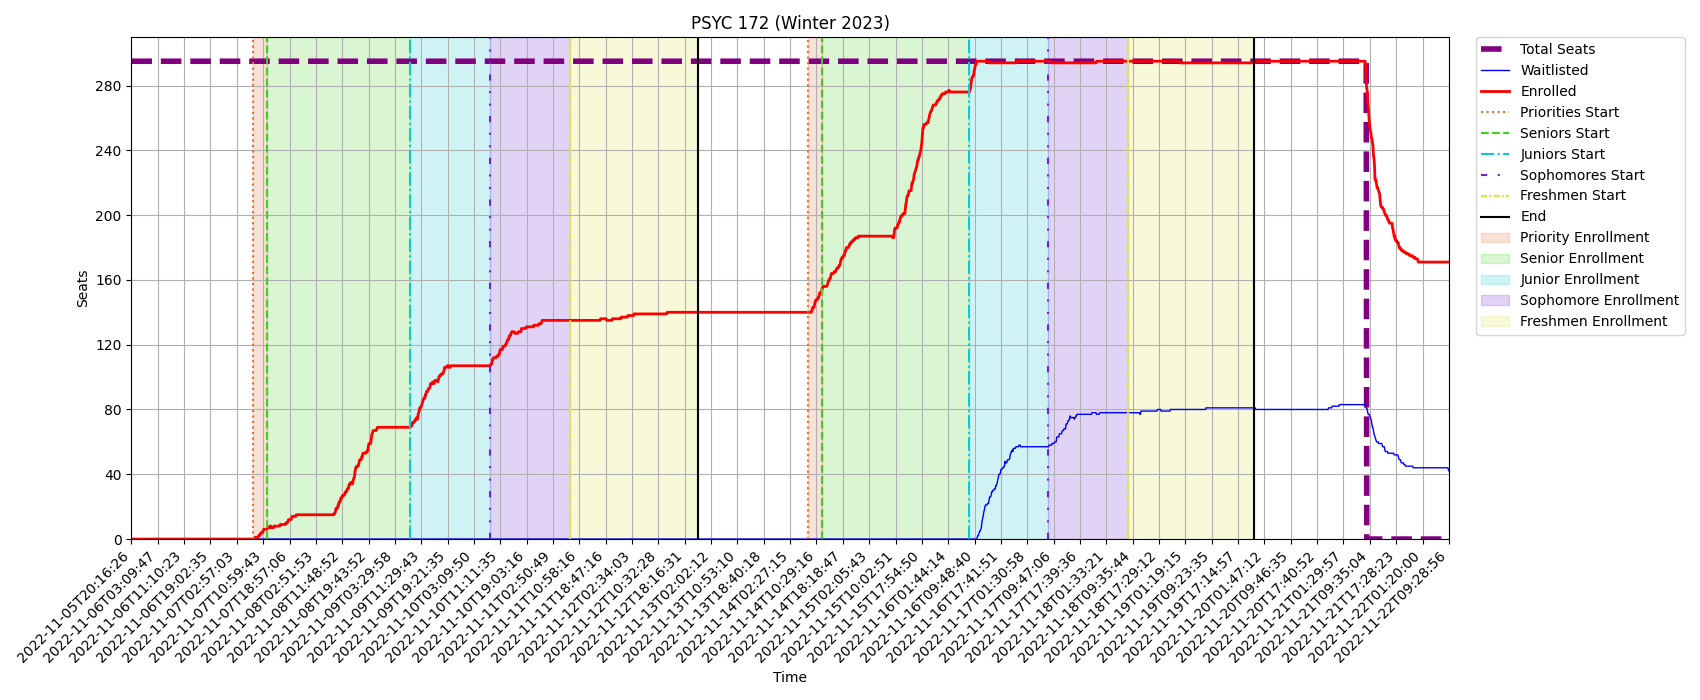 PSYC 172 (Winter 2023)
Total Seats
Waitlisted
Enrolled
Priorities Start
Seniors Start
Juniors Start
Sophomores Start
Freshmen Start
End
Priority Enrollment
Senior Enrollment
Junior Enrollment
Sophomore Enrollment
Freshmen Enrollment
Seats
280
240
200
160
120
80
40
0
2022-11-05T20:16:26
2022-11-06T03:09:47
2022-11-06T11:10:23
2022-11-06T19:02:35
2022-11-07T02:57:03
2022-11-07T10:59:43
2022-11-07T18:57:06
2022-11-08T02:51:53
2022-11-08T11:48:52
2022-11-08T19:43:52
2022-11-09T03:29:58
2022-11-09T11:29:43
2022-11-09T19:21:35
2022-11-10T03:09:50
2022-11-10T11:11:35
2022-11-10T19:03:16
2022-11-11T02:50:49
2022-11-11T10:58:16
2022-11-11T18:47:16
2022-11-12T02:34:03
2022-11-12T10:32:28
2022-11-12T18:16:31
2022-11-13T02:02:12
2022-11-13T10:53:10
2022-11-13T18:40:18
2022-11-14T02:27:15
2022-11-14T10:29:16
2022-11-14T18:18:47
2022-11-15T02:05:43
2022-11-15T10:02:51
2022-11-15T17:54:50
2022-11-16T01:44:14
2022-11-16T09:48:40
2022-11-16T17:41:51
2022-11-17T01:30:58
2022-11-17T09:47:06
2022-11-17T17:39:36
2022-11-18T01:33:21
2022-11-18T09:35:44
2022-11-18T17:29:12
2022-11-19T01:19:15
2022-11-19T09:23:35
2022-11-19T17:14:57
2022-11-20T01:47:12
2022-11-20T09:46:35
2022-11-20T17:40:52
2022-11-21T01:29:57
2022-11-21T09:35:04
2022-11-21T17:28:23
2022-11-22T01:20:00
2022-11-22T09:28:56
Time